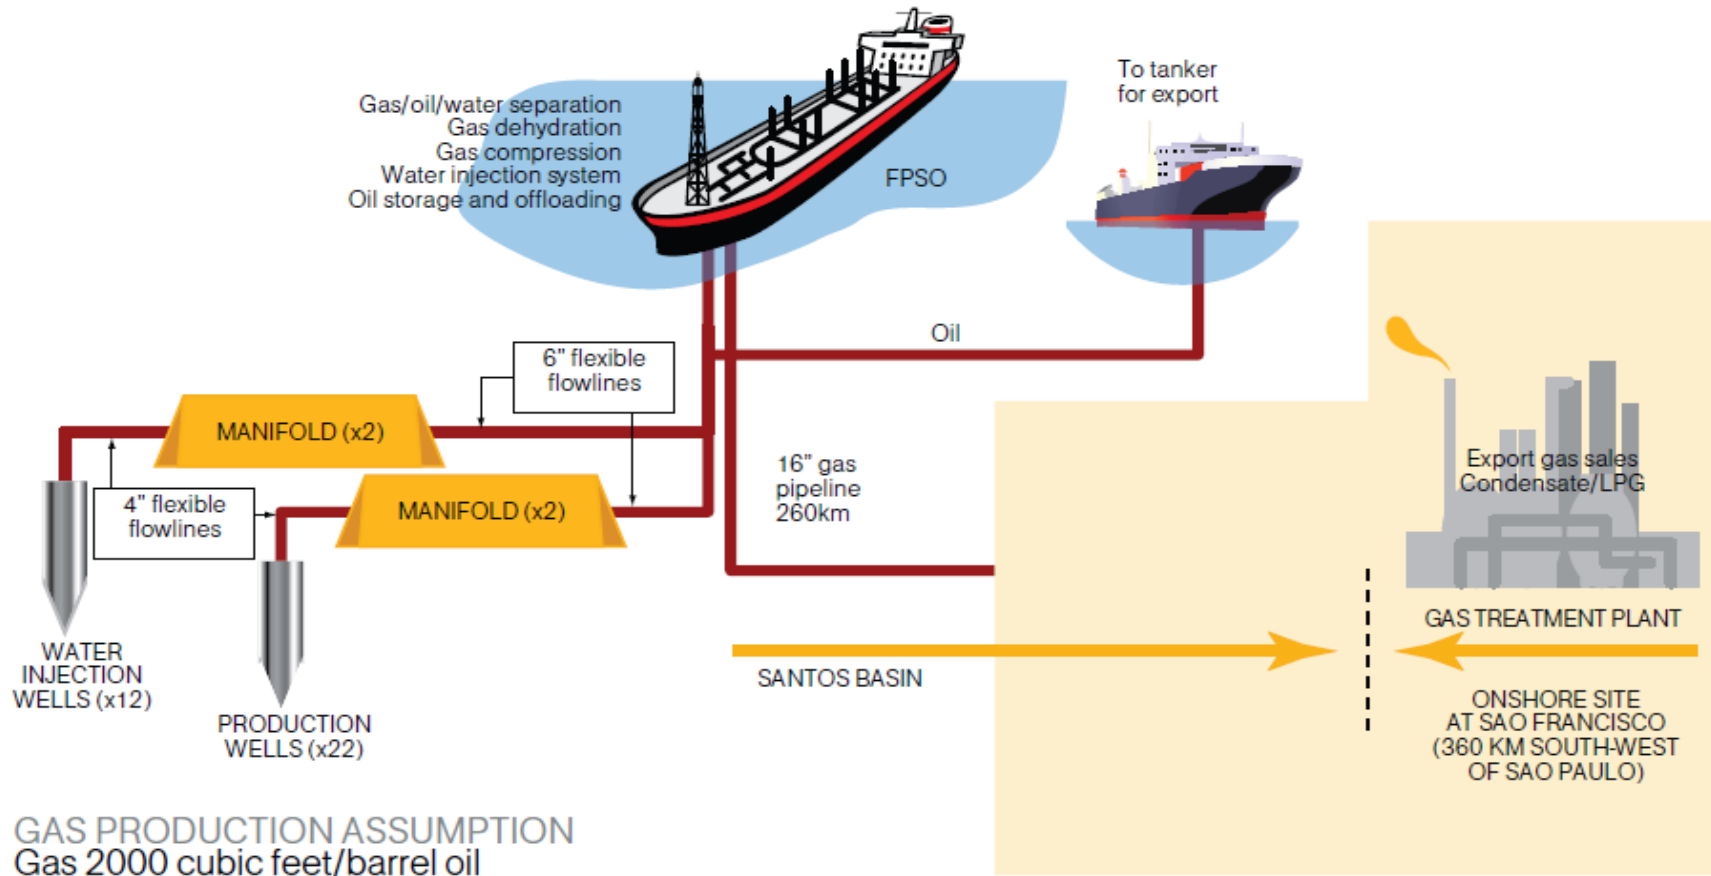 Gas/oil/water separation
Gas dehydration
Gas compression
Water injection system
Oil storage and offloading
FPSO
To tanker
for export
Oil
6" flexible
flowlines
MANIFOLD (x2)
4" flexible
flowlines
MANIFOLD (x2)
16" gas
pipeline
260km
Export gas sales
Condensate/LPG
GAS TREATMENT PLANT
WATER
INJECTION
WELLS (x12)
PRODUCTION
WELLS (x22)
SANTOS BASIN
ONSHORE SITE
AT SAO FRANCISCO
(360 KM SOUTH-WEST
OF SAO PAULO)
GAS PRODUCTION ASSUMPTION
Gas 2000 cubic feet/barrel oil